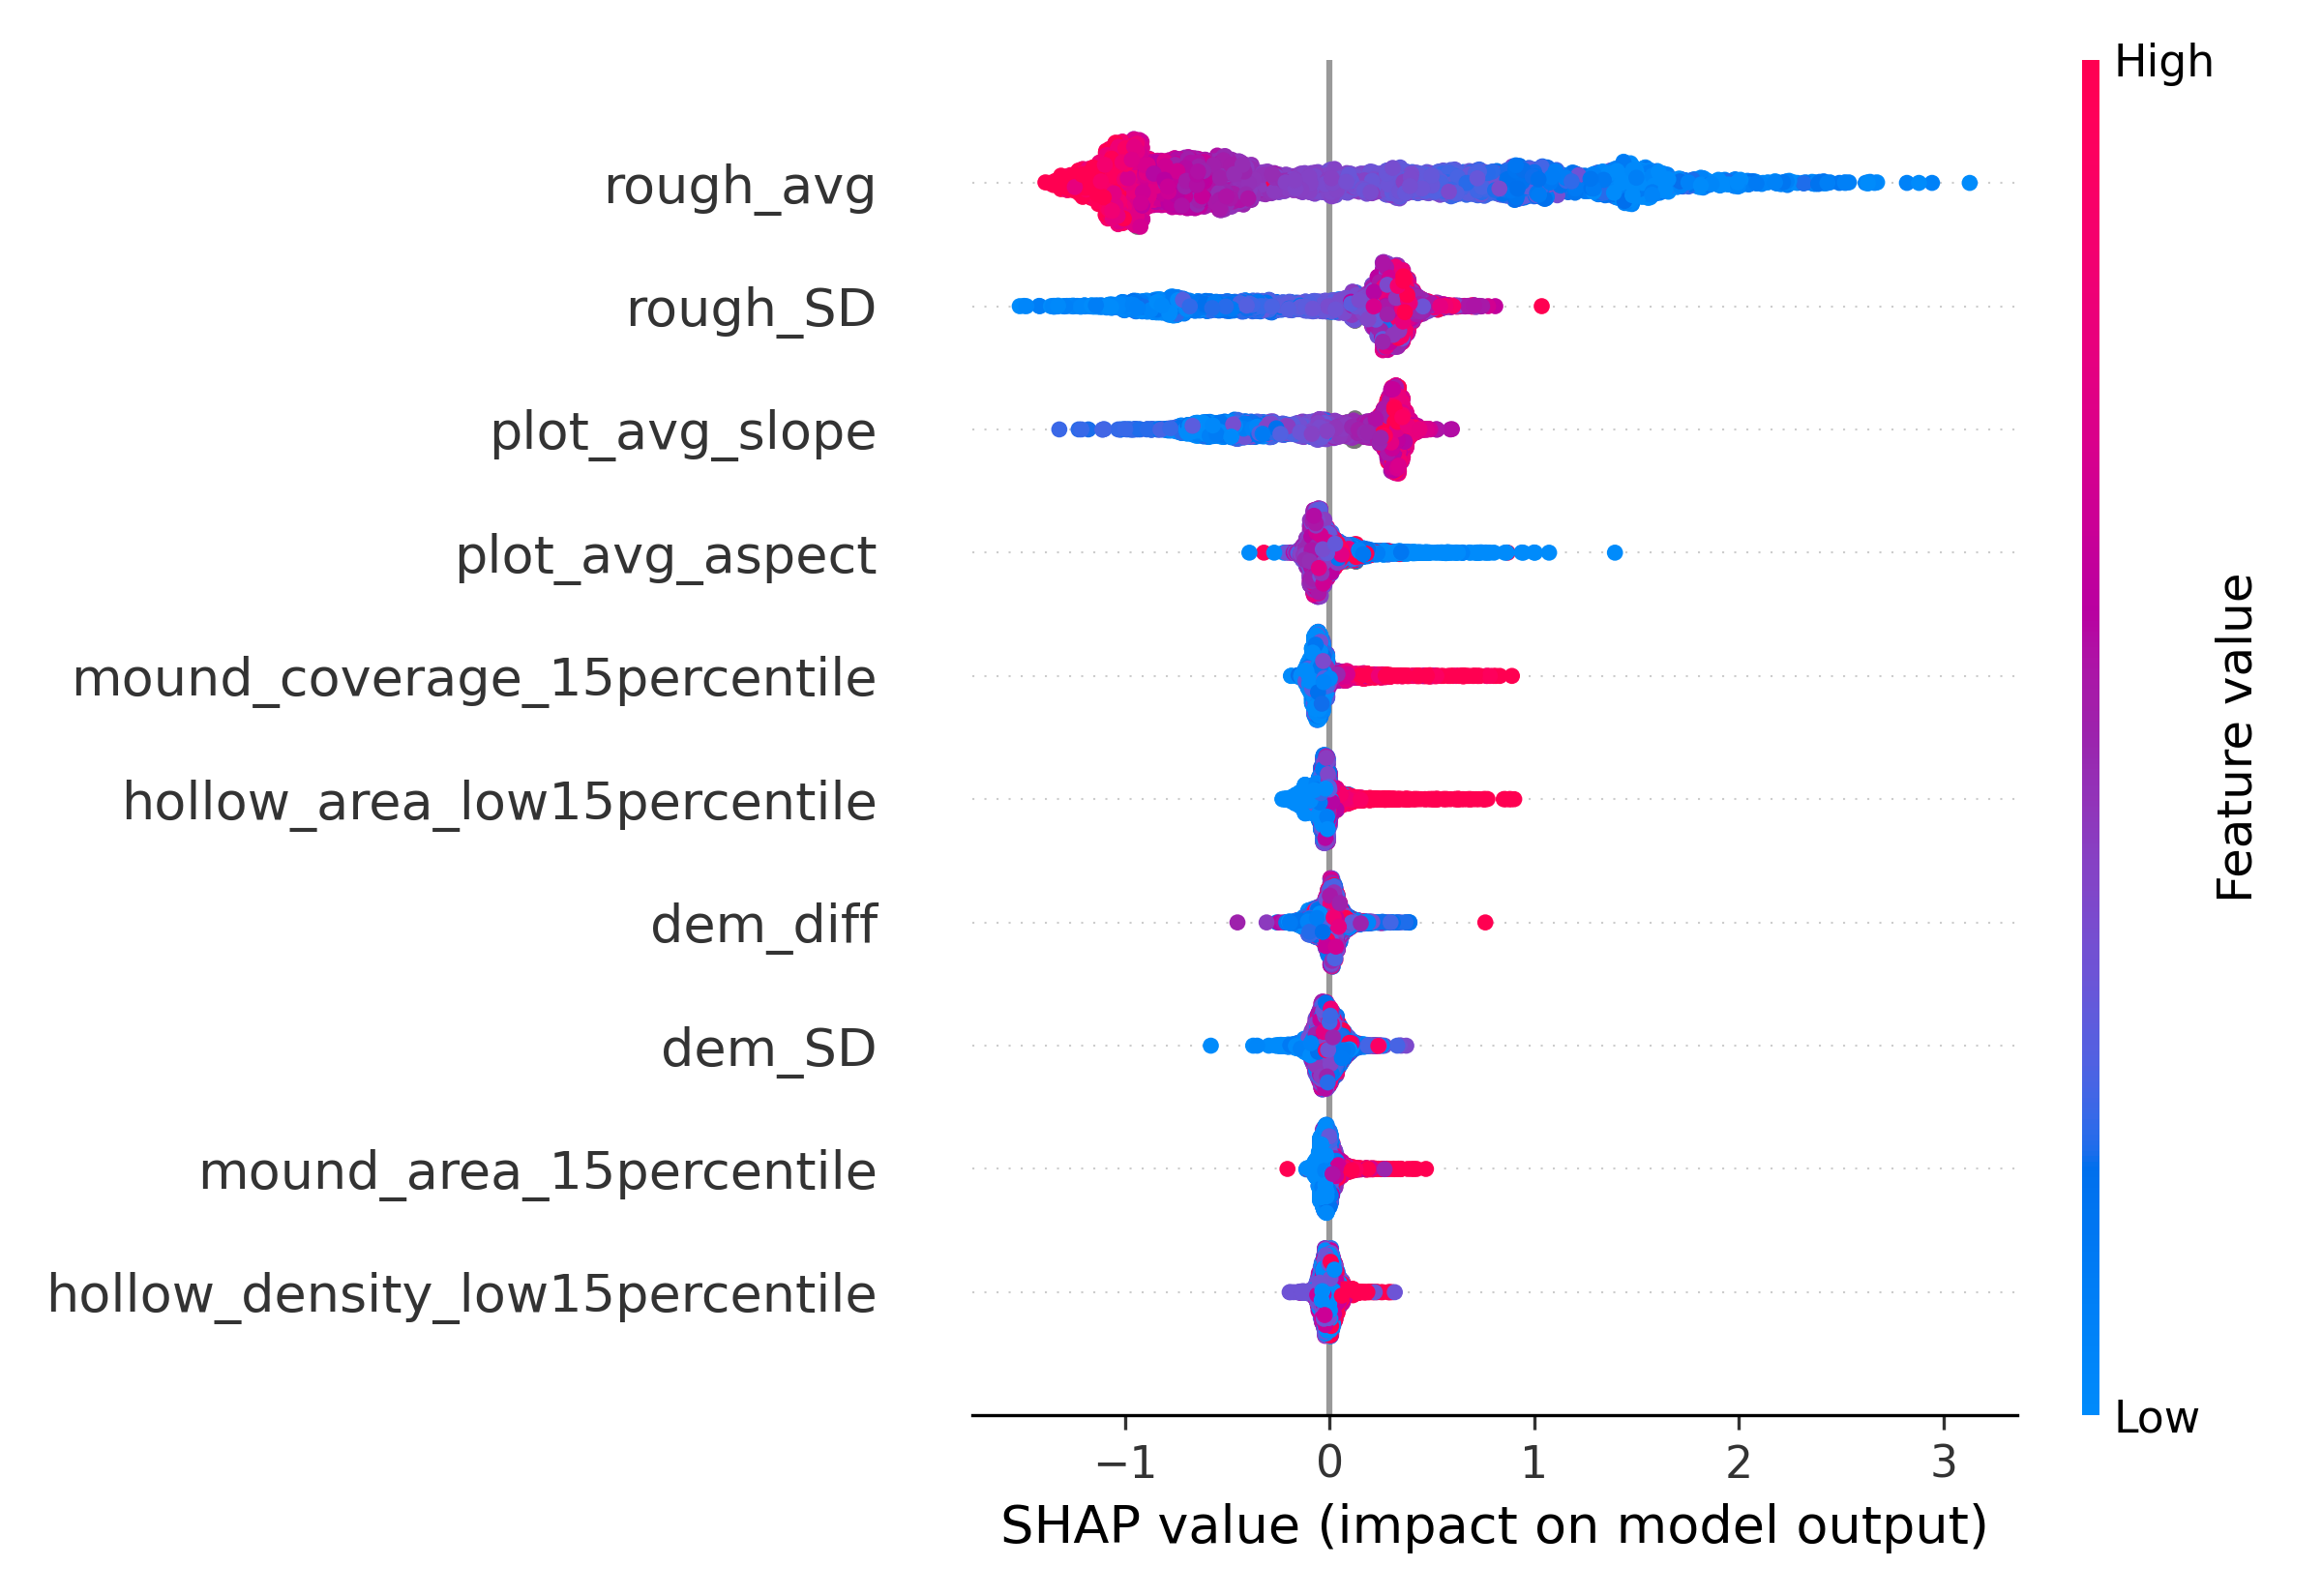 High
rough_avg
rough_SD
plot_avg_slope
plot_avg_aspect
mound_coverage_15percentile
hollow_area_low15percentile
dem_diff
dem_SD
mound_area_15percentile
hollow_density_low15percentile
Feature value
Low
−1 0 1 2 3
SHAP value (impact on model output)